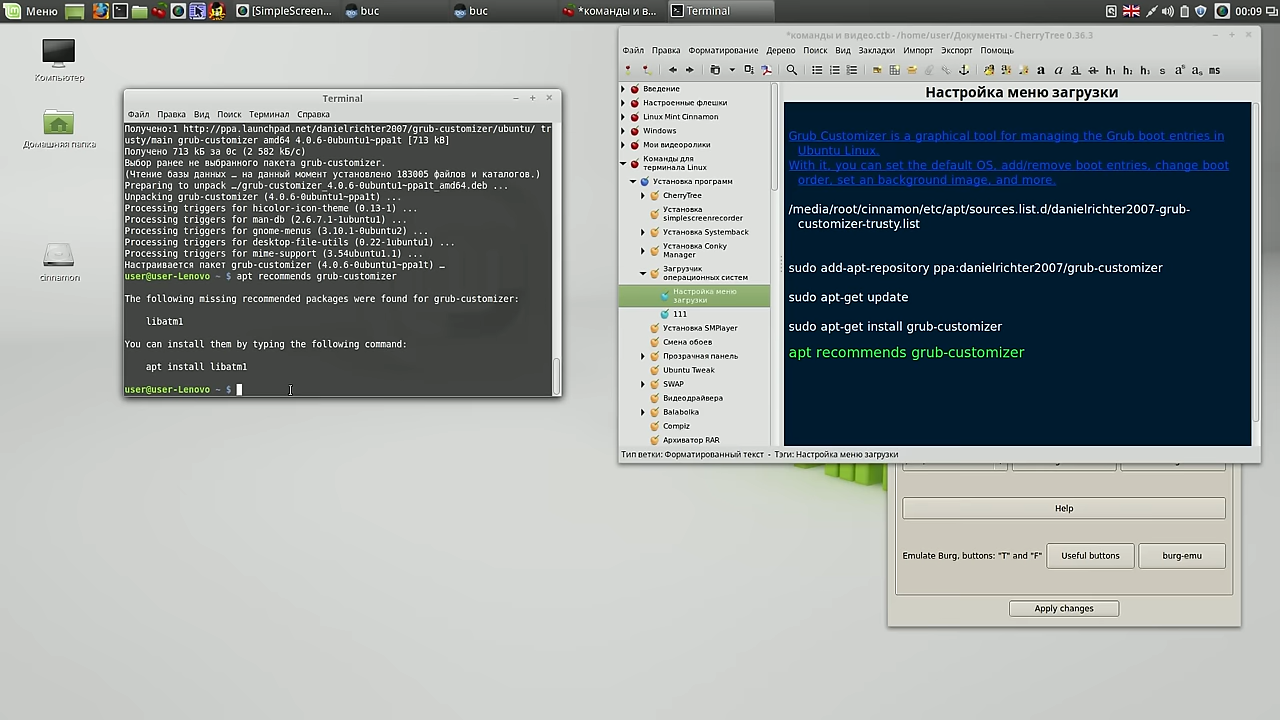 Меню
[SimpleScreen...
buc
buc
*команды и в...
Terminal
00:09
Компьютер
Домашняя папка
cinnamon
Terminal
Файл Правка Вид Поиск Терминал Справка
Получено:1 http://ppa.launchpad.net/danielrichter2007/grub-customizer/ubuntu/ tr
usty/main grub-customizer amd64 4.0.6-0ubuntu1~ppa1t [713 kB]
Получено 713 кБ за 0с (2 582 кБ/c)
Выбор ранее не выбранного пакета grub-customizer.
(Чтение базы данных … на данный момент установлено 183005 файлов и каталогов.)
Preparing to unpack …/grub-customizer_4.0.6-0ubuntu1~ppa1t_amd64.deb ...
Unpacking grub-customizer (4.0.6-0ubuntu1~ppa1t) ...
Processing triggers for hicolor-icon-theme (0.13-1) ...
Processing triggers for man-db (2.6.7.1-1ubuntu1) ...
Processing triggers for gnome-menus (3.10.1-0ubuntu2) ...
Processing triggers for desktop-file-utils (0.22-1ubuntu1) ...
Processing triggers for mime-support (3.54ubuntu1.1) ...
Настраивается пакет grub-customizer (4.0.6-0ubuntu1~ppa1t) …
user@user-Lenovo ~ $ apt recommends grub-customizer
The following missing recommended packages were found for grub-customizer:
libatm1
You can install them by typing the following command:
apt install libatm1
user@user-Lenovo ~ $
*команды и видео.ctb - /home/user/Документы - CherryTree 0.36.3
Файл Правка Форматирование Дерево Поиск Вид Закладки Импорт Экспорт Помощь
a a a a h₁ h₂ h₃ s aˢ aₛ ms
Введение
Настроенные флешки
Linux Mint Cinnamon
Windows
Мои видеоролики
Команды для
терминала Linux
Установка программ
CherryTree
Установка
simplescreenrecorder
Установка Systemback
Установка Conky
Manager
Загрузчик
операционных систем
Настройка меню
загрузки
111
Установка SMPlayer
Смена обоев
Прозрачная панель
Ubuntu Tweak
SWAP
Видеодрайвера
Balabolka
Compiz
Архиватор RAR
Настройка меню загрузки
Grub Customizer is a graphical tool for managing the Grub boot entries in
Ubuntu Linux.
With it, you can set the default OS, add/remove boot entries, change boot
order, set an background image, and more.
/media/root/cinnamon/etc/apt/sources.list.d/danielrichter2007-grub-
customizer-trusty.list
sudo add-apt-repository ppa:danielrichter2007/grub-customizer
sudo apt-get update
sudo apt-get install grub-customizer
apt recommends grub-customizer
Тип ветки: Форматированный текст - Тэги: Настройка меню загрузки
Help
Emulate Burg, buttons: "T" and "F"
Useful buttons
burg-emu
Apply changes